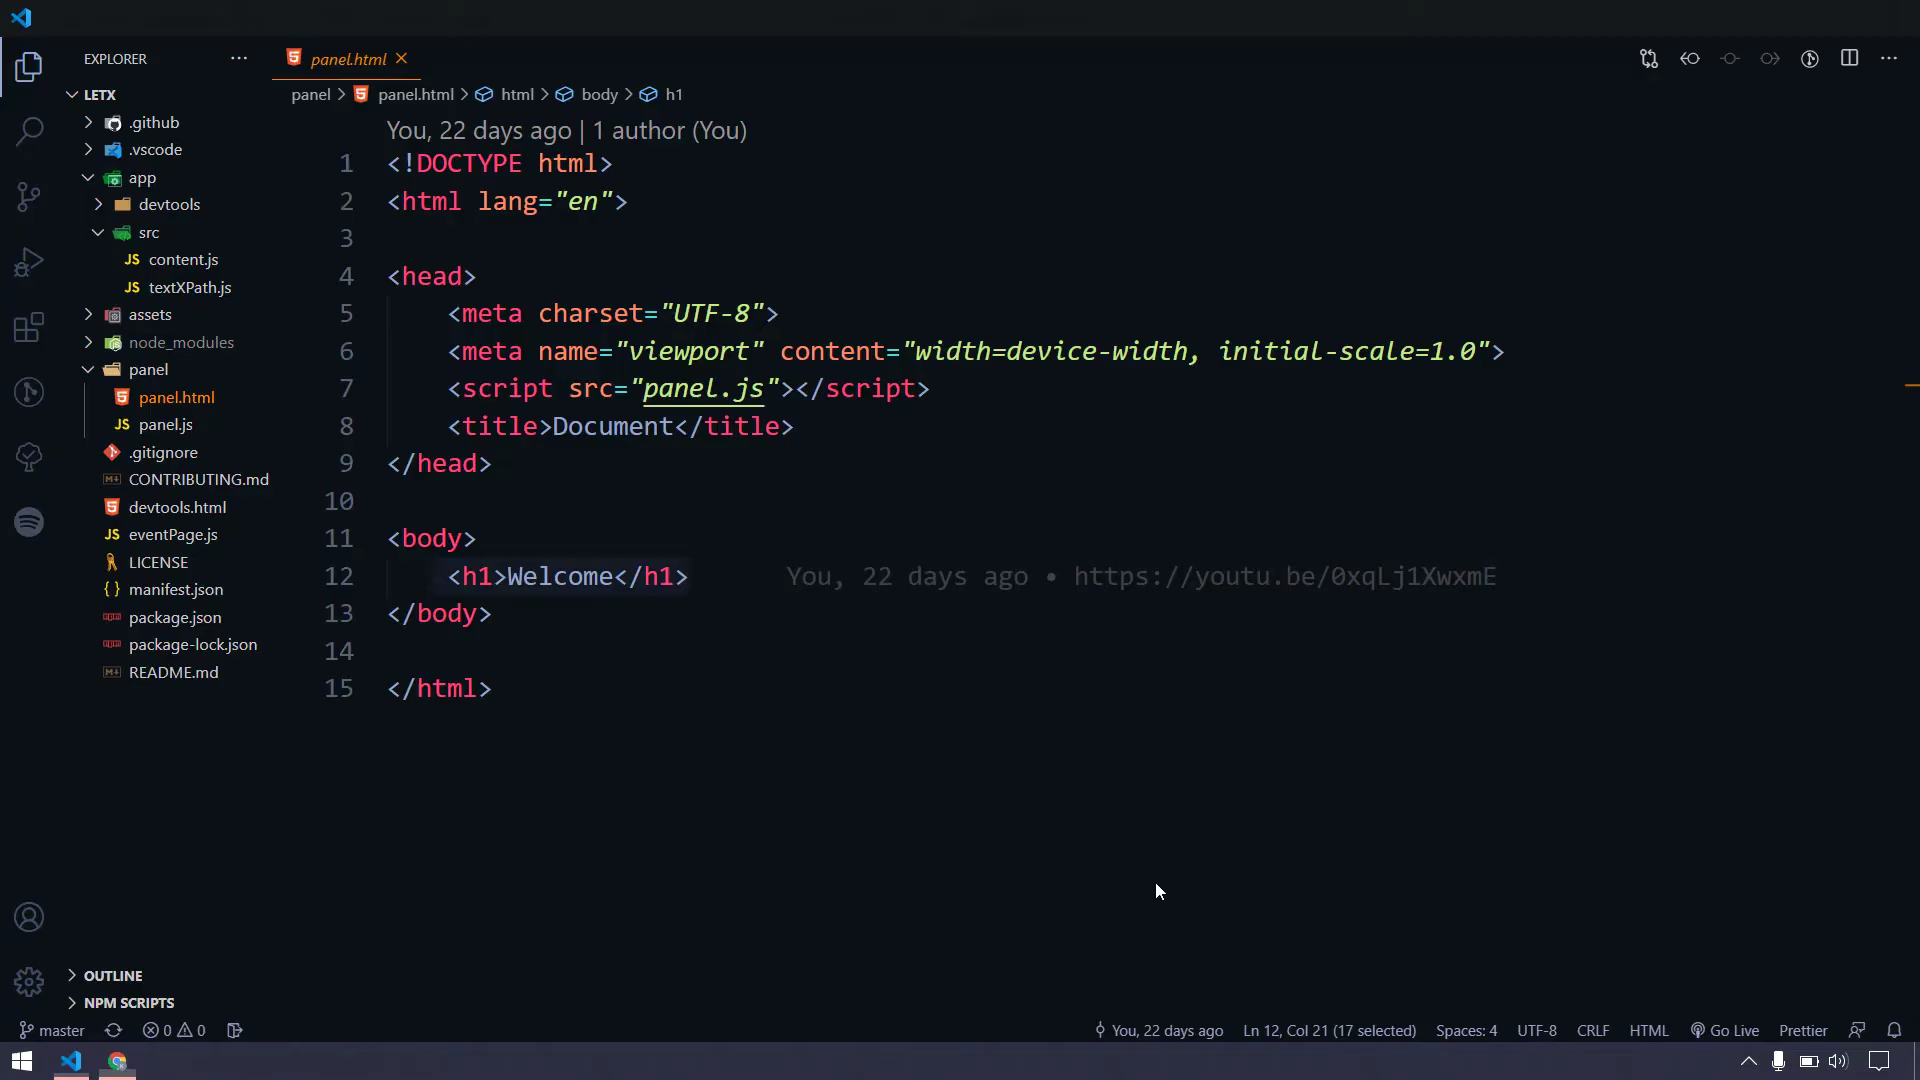 EXPLORER ···
LETX
.github
.vscode
app
devtools
src
JS content.js
JS textXPath.js
assets
node_modules
panel
panel.html
JS panel.js
.gitignore
CONTRIBUTING.md
devtools.html
JS eventPage.js
LICENSE
{ } manifest.json
package.json
package-lock.json
README.md
OUTLINE
NPM SCRIPTS
panel.html
panel > panel.html > html > body > h1
You, 22 days ago | 1 author (You)
1 <!DOCTYPE html>
2 <html lang="en">
3
4 <head>
5 <meta charset="UTF-8">
6 <meta name="viewport" content="width=device-width, initial-scale=1.0">
7 <script src="panel.js"></script>
8 <title>Document</title>
9 </head>
10
11 <body>
12 <h1>Welcome</h1> You, 22 days ago • https://youtu.be/0xqLj1XwxmE
13 </body>
14
15 </html>
master 0 0 You, 22 days ago Ln 12, Col 21 (17 selected) Spaces: 4 UTF-8 CRLF HTML Go Live Prettier